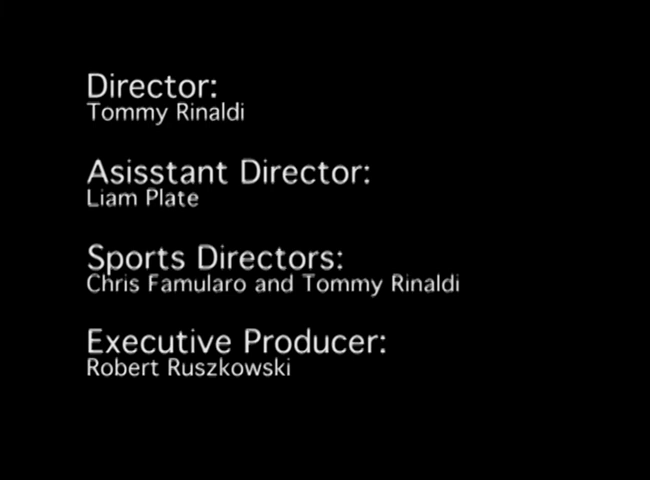 Director:
Tommy Rinaldi
Asisstant Director:
Liam Plate
Sports Directors:
Chris Famularo and Tommy Rinaldi
Executive Producer:
Robert Ruszkowski